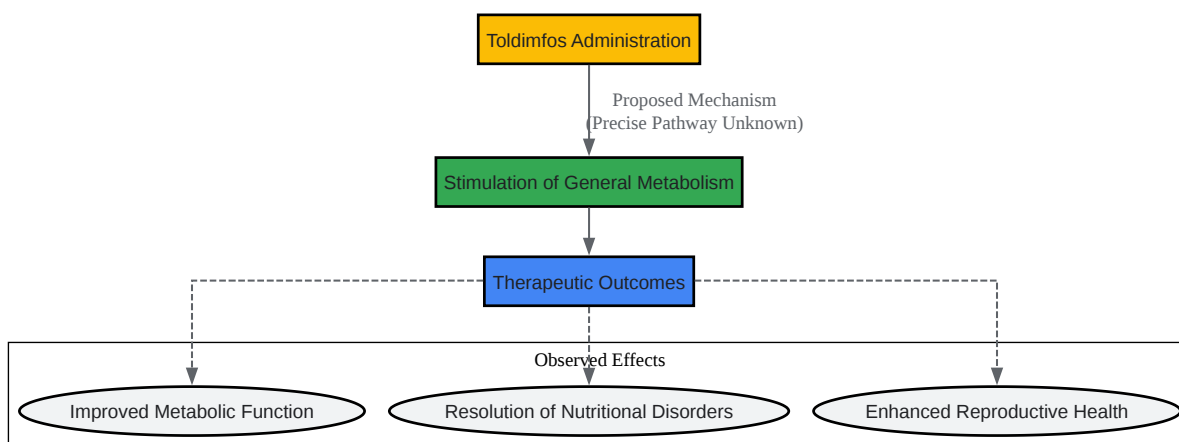 Toldimfos Administration
Proposed Mechanism
(Precise Pathway Unknown)
Stimulation of General Metabolism
Therapeutic Outcomes
Observed Effects
Improved Metabolic Function
Resolution of Nutritional Disorders
Enhanced Reproductive Health